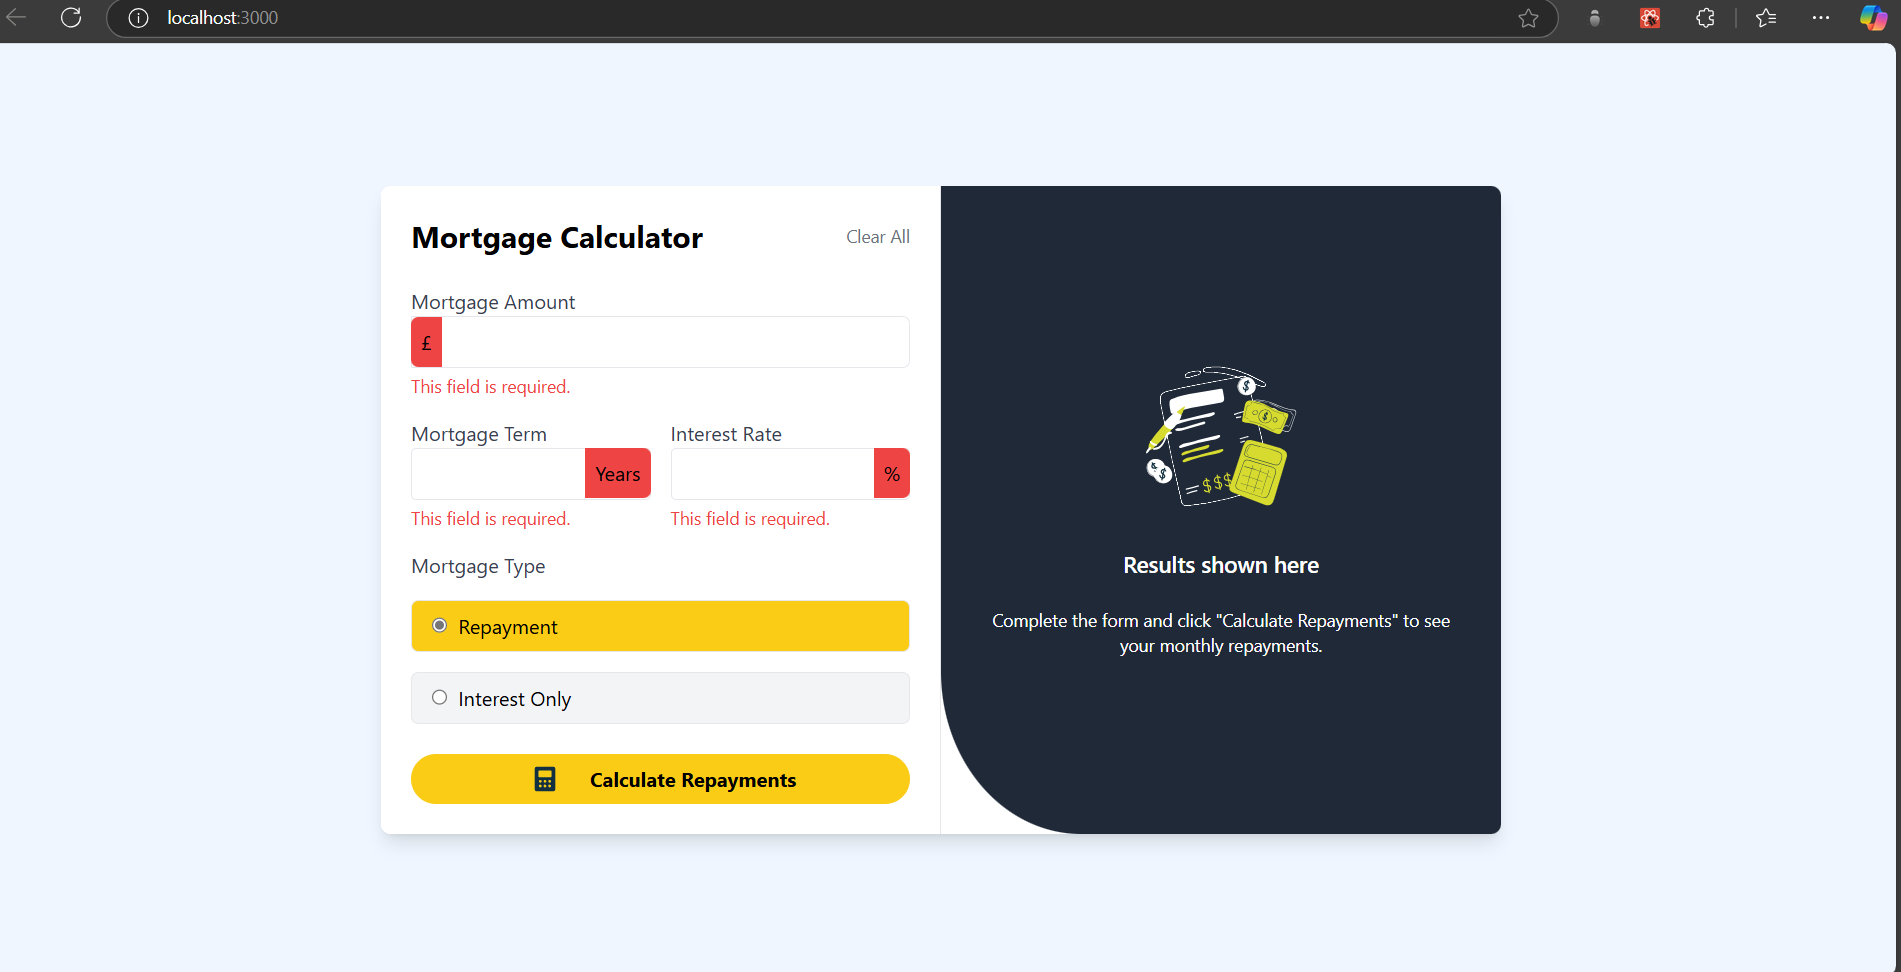 localhost:3000
Mortgage Calculator
Clear All
Mortgage Amount
£
This field is required.
Mortgage Term
Interest Rate
Years
%
This field is required.
This field is required.
Mortgage Type
Repayment
Interest Only
Calculate Repayments
$
$
$
$
= $$$
Results shown here
Complete the form and click "Calculate Repayments" to see
your monthly repayments.